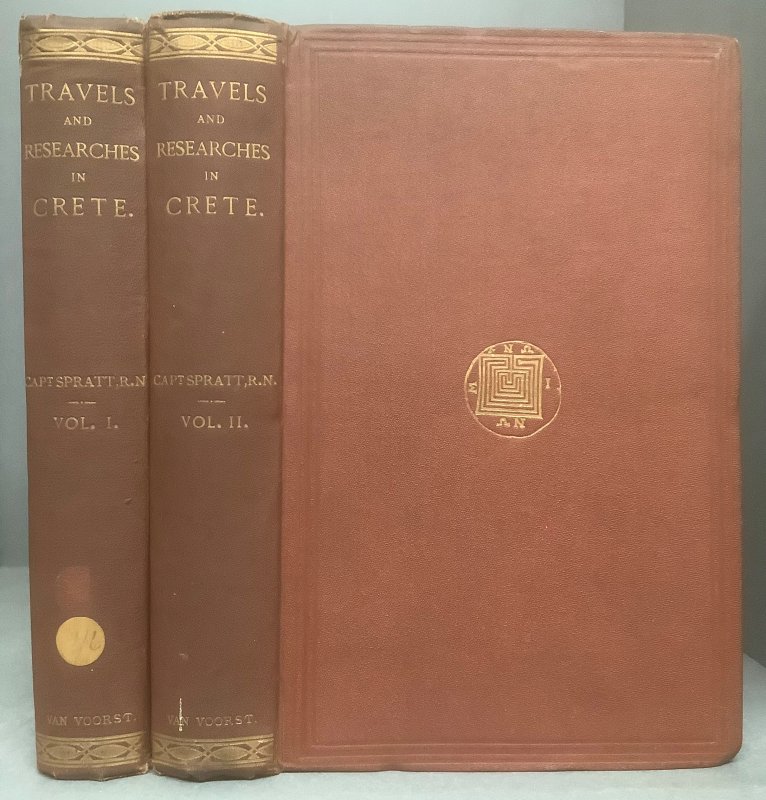 TRAVELS
AND
RESEARCHES
IN
CRETE.
CAPT SPRATT, R.N
VOL. I.
VAN VOORST.
TRAVELS
AND
RESEARCHES
IN
CRETE.
CAPT SPRATT, R.N.
VOL. II.
VAN VOORST.